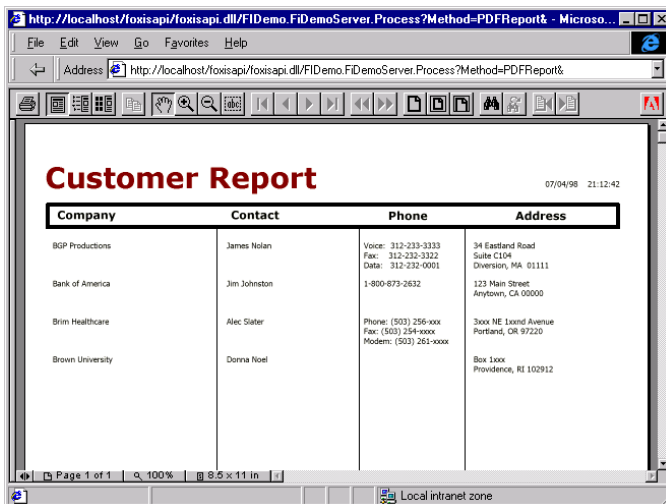 http://localhost/foxisapi/foxisapi.dll/FIDemo.FiDemoServer.Process?Method=PDFReport& - Microso...
File Edit View Go Favorites Help
Address http://localhost/foxisapi/foxisapi.dll/FIDemo.FiDemoServer.Process?Method=PDFReport&
abc
Customer Report
07/04/98 21:12:42
Company Contact Phone Address
BGP Productions James Nolan Voice: 312-233-3333 34 Eastland Road
Fax: 312-232-3322 Suite C104
Data: 312-232-0001 Diversion, MA 01111
Bank of America Jim Johnston 1-800-873-2632 123 Main Street
Anytown, CA 00000
Brim Healthcare Alec Slater Phone: (503) 256-xxx 3xxx NE 1xxnd Avenue
Fax: (503) 254-xxxx Portland, OR 97220
Modem: (503) 261-xxxx
Brown University Donna Noel Box 1xxx
Providence, RI 102912
Page 1 of 1 100% 8.5 x 11 in
Local intranet zone